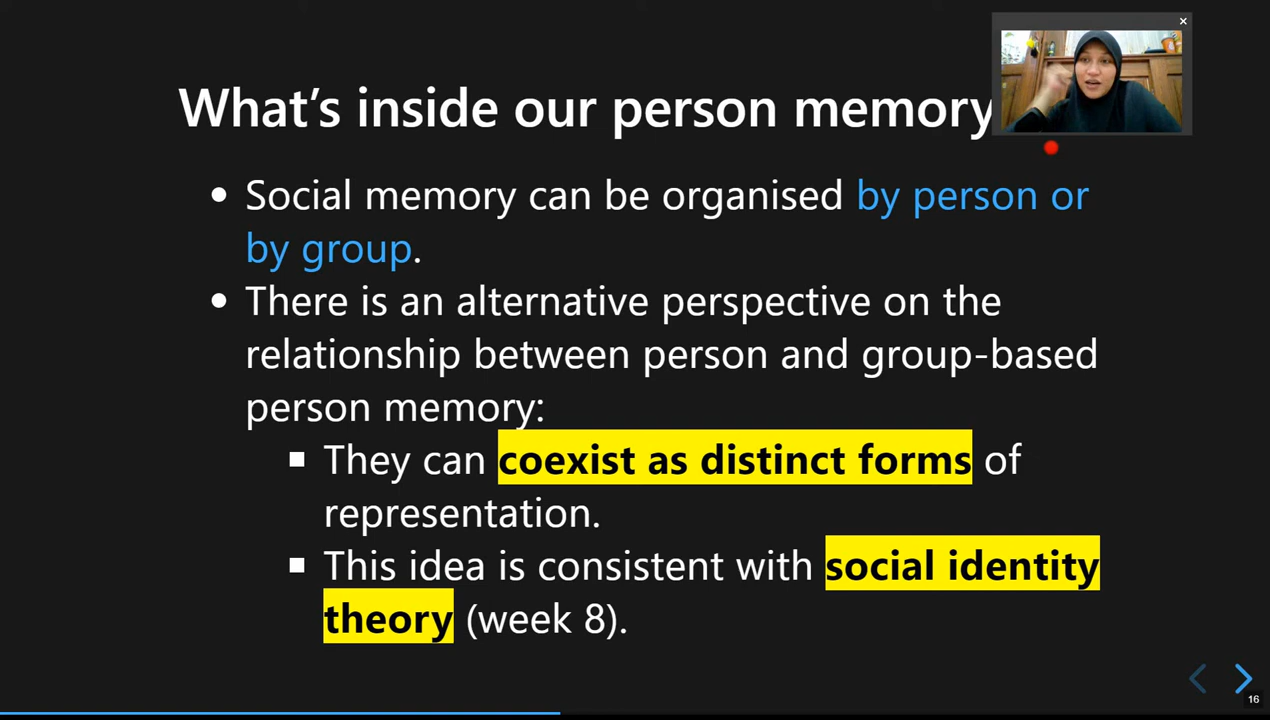 What's inside our person memory
• Social memory can be organised by person or
by group.
• There is an alternative perspective on the
relationship between person and group-based
person memory:
▪ They can coexist as distinct forms of
representation.
▪ This idea is consistent with social identity
theory (week 8).
16